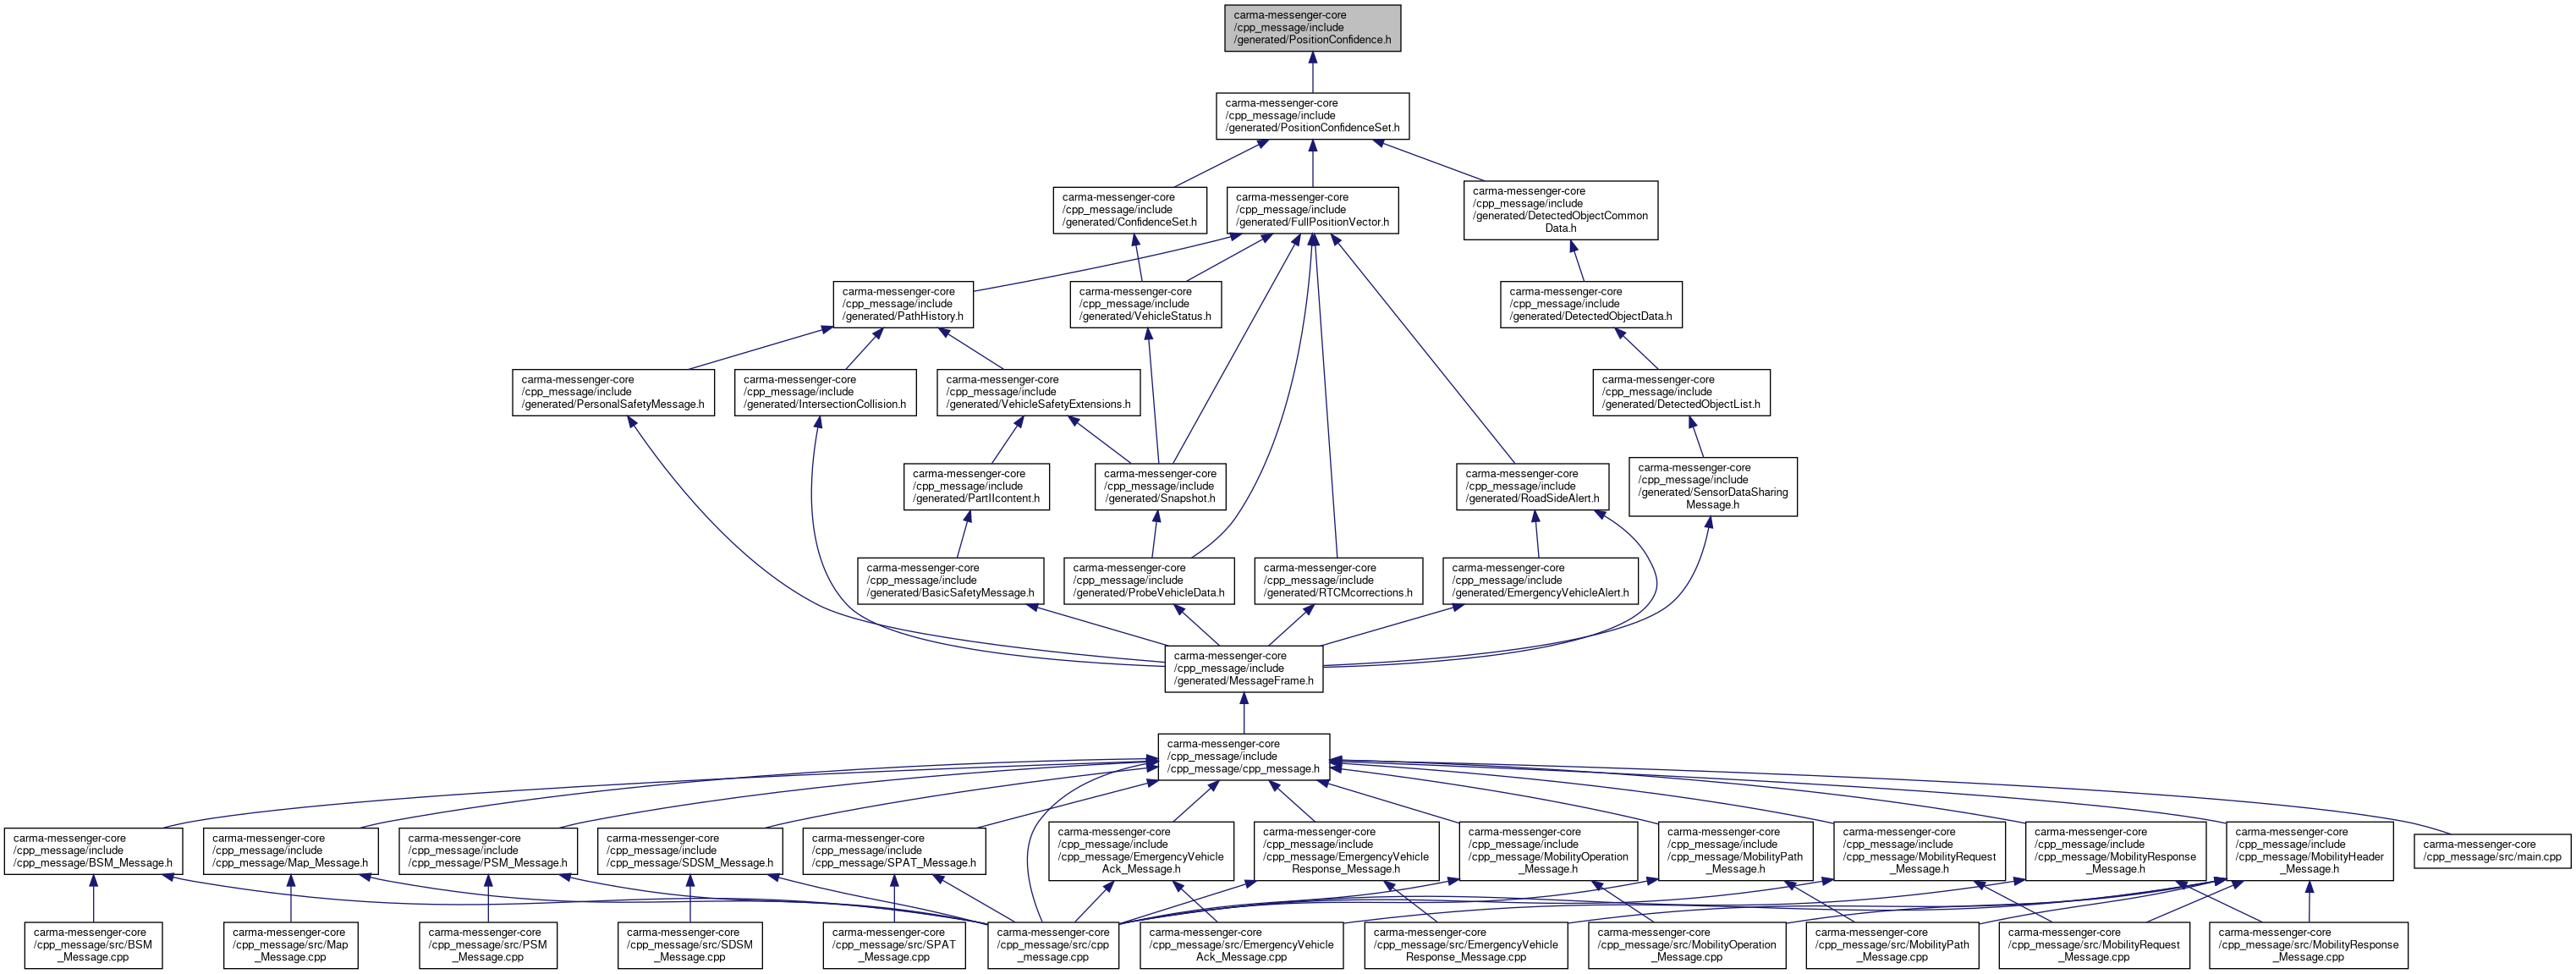 carma-messenger-core
/cpp_message/include
/generated/PositionConfidence.h
carma-messenger-core
/cpp_message/include
/generated/PositionConfidenceSet.h
carma-messenger-core
/cpp_message/include
/generated/ConfidenceSet.h
carma-messenger-core
/cpp_message/include
/generated/FullPositionVector.h
carma-messenger-core
/cpp_message/include
/generated/DetectedObjectCommon
Data.h
carma-messenger-core
/cpp_message/include
/generated/PathHistory.h
carma-messenger-core
/cpp_message/include
/generated/VehicleStatus.h
carma-messenger-core
/cpp_message/include
/generated/DetectedObjectData.h
carma-messenger-core
/cpp_message/include
/generated/PersonalSafetyMessage.h
carma-messenger-core
/cpp_message/include
/generated/IntersectionCollision.h
carma-messenger-core
/cpp_message/include
/generated/VehicleSafetyExtensions.h
carma-messenger-core
/cpp_message/include
/generated/DetectedObjectList.h
carma-messenger-core
/cpp_message/include
/generated/PartIIcontent.h
carma-messenger-core
/cpp_message/include
/generated/Snapshot.h
carma-messenger-core
/cpp_message/include
/generated/RoadSideAlert.h
carma-messenger-core
/cpp_message/include
/generated/SensorDataSharing
Message.h
carma-messenger-core
/cpp_message/include
/generated/BasicSafetyMessage.h
carma-messenger-core
/cpp_message/include
/generated/ProbeVehicleData.h
carma-messenger-core
/cpp_message/include
/generated/RTCMcorrections.h
carma-messenger-core
/cpp_message/include
/generated/EmergencyVehicleAlert.h
carma-messenger-core
/cpp_message/include
/generated/MessageFrame.h
carma-messenger-core
/cpp_message/include
/cpp_message/cpp_message.h
carma-messenger-core
/cpp_message/include
/cpp_message/BSM_Message.h
carma-messenger-core
/cpp_message/include
/cpp_message/Map_Message.h
carma-messenger-core
/cpp_message/include
/cpp_message/PSM_Message.h
carma-messenger-core
/cpp_message/include
/cpp_message/SDSM_Message.h
carma-messenger-core
/cpp_message/include
/cpp_message/SPAT_Message.h
carma-messenger-core
/cpp_message/include
/cpp_message/EmergencyVehicle
Ack_Message.h
carma-messenger-core
/cpp_message/include
/cpp_message/EmergencyVehicle
Response_Message.h
carma-messenger-core
/cpp_message/include
/cpp_message/MobilityOperation
_Message.h
carma-messenger-core
/cpp_message/include
/cpp_message/MobilityPath
_Message.h
carma-messenger-core
/cpp_message/include
/cpp_message/MobilityRequest
_Message.h
carma-messenger-core
/cpp_message/include
/cpp_message/MobilityResponse
_Message.h
carma-messenger-core
/cpp_message/include
/cpp_message/MobilityHeader
_Message.h
carma-messenger-core
/cpp_message/src/main.cpp
carma-messenger-core
/cpp_message/src/BSM
_Message.cpp
carma-messenger-core
/cpp_message/src/Map
_Message.cpp
carma-messenger-core
/cpp_message/src/PSM
_Message.cpp
carma-messenger-core
/cpp_message/src/SDSM
_Message.cpp
carma-messenger-core
/cpp_message/src/SPAT
_Message.cpp
carma-messenger-core
/cpp_message/src/cpp
_message.cpp
carma-messenger-core
/cpp_message/src/EmergencyVehicle
Ack_Message.cpp
carma-messenger-core
/cpp_message/src/EmergencyVehicle
Response_Message.cpp
carma-messenger-core
/cpp_message/src/MobilityOperation
_Message.cpp
carma-messenger-core
/cpp_message/src/MobilityPath
_Message.cpp
carma-messenger-core
/cpp_message/src/MobilityRequest
_Message.cpp
carma-messenger-core
/cpp_message/src/MobilityResponse
_Message.cpp